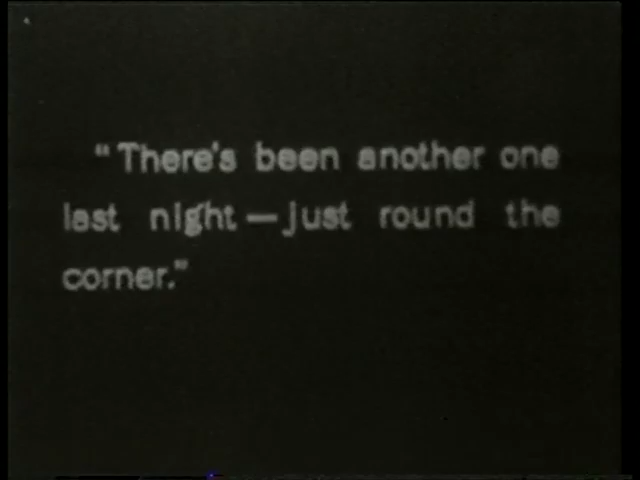 “There's been another one
last night — just round the
corner.”